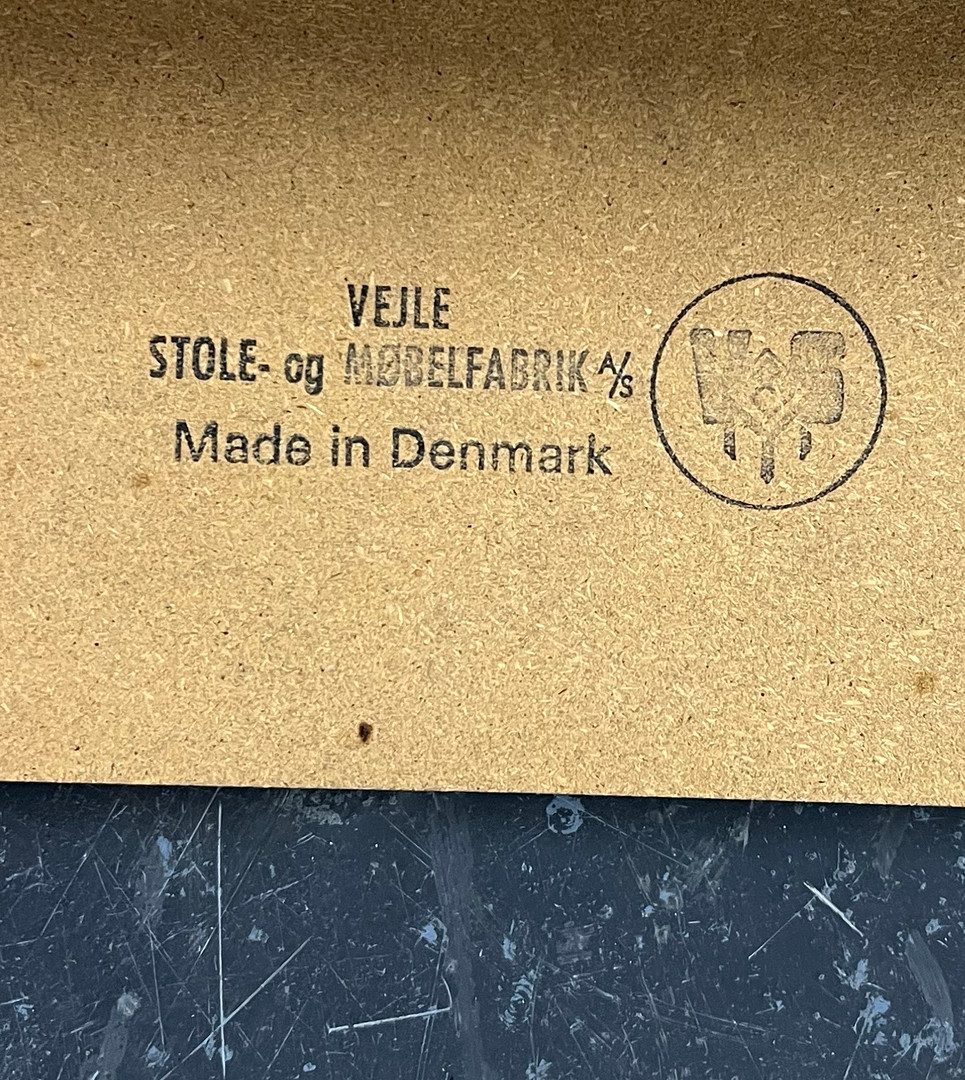 VEJLE
STOLE- og MØBELFABRIK A/S
Made in Denmark